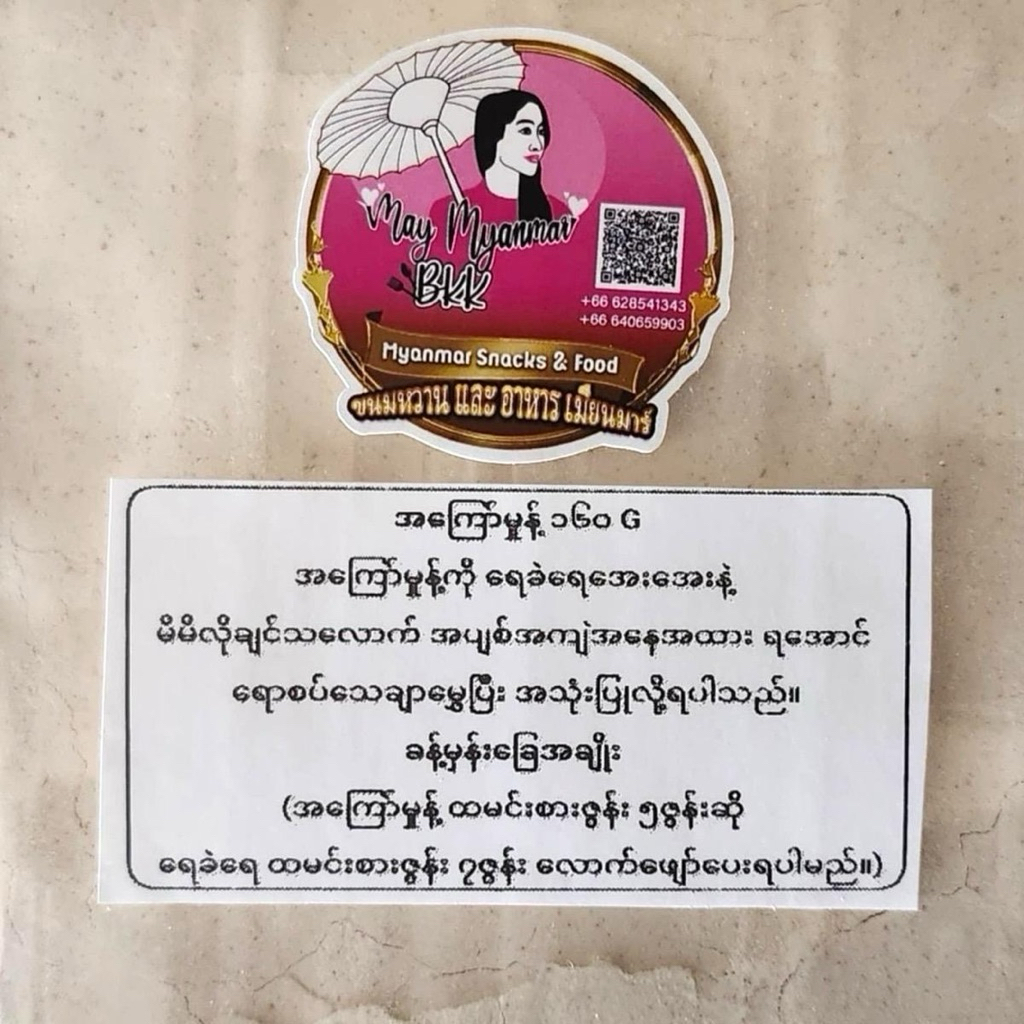 May Myanmar
BKK
+66 628541343
+66 640659903
Myanmar Snacks & Food
ขนมหวาน และ อาหาร เมียนมาร์
အကြော်မှုန့် ၁၆၀ G
အကြော်မှုန့်ကို ရေခဲရေအေးအေးနဲ့
မိမိလိုချင်သလောက် အပျစ်အကျဲအနေအထား ရအောင်
ရောစပ်သေချာမွှေပြီး အသုံးပြုလို့ရပါသည်။
ခန့်မှန်းခြေအချိုး
(အကြော်မှုန့် ထမင်းစားဇွန်း ၅ဇွန်းဆို
ရေခဲရေ ထမင်းစားဇွန်း ၇ဇွန်း လောက်ဖျော်ပေးရပါမည်။)